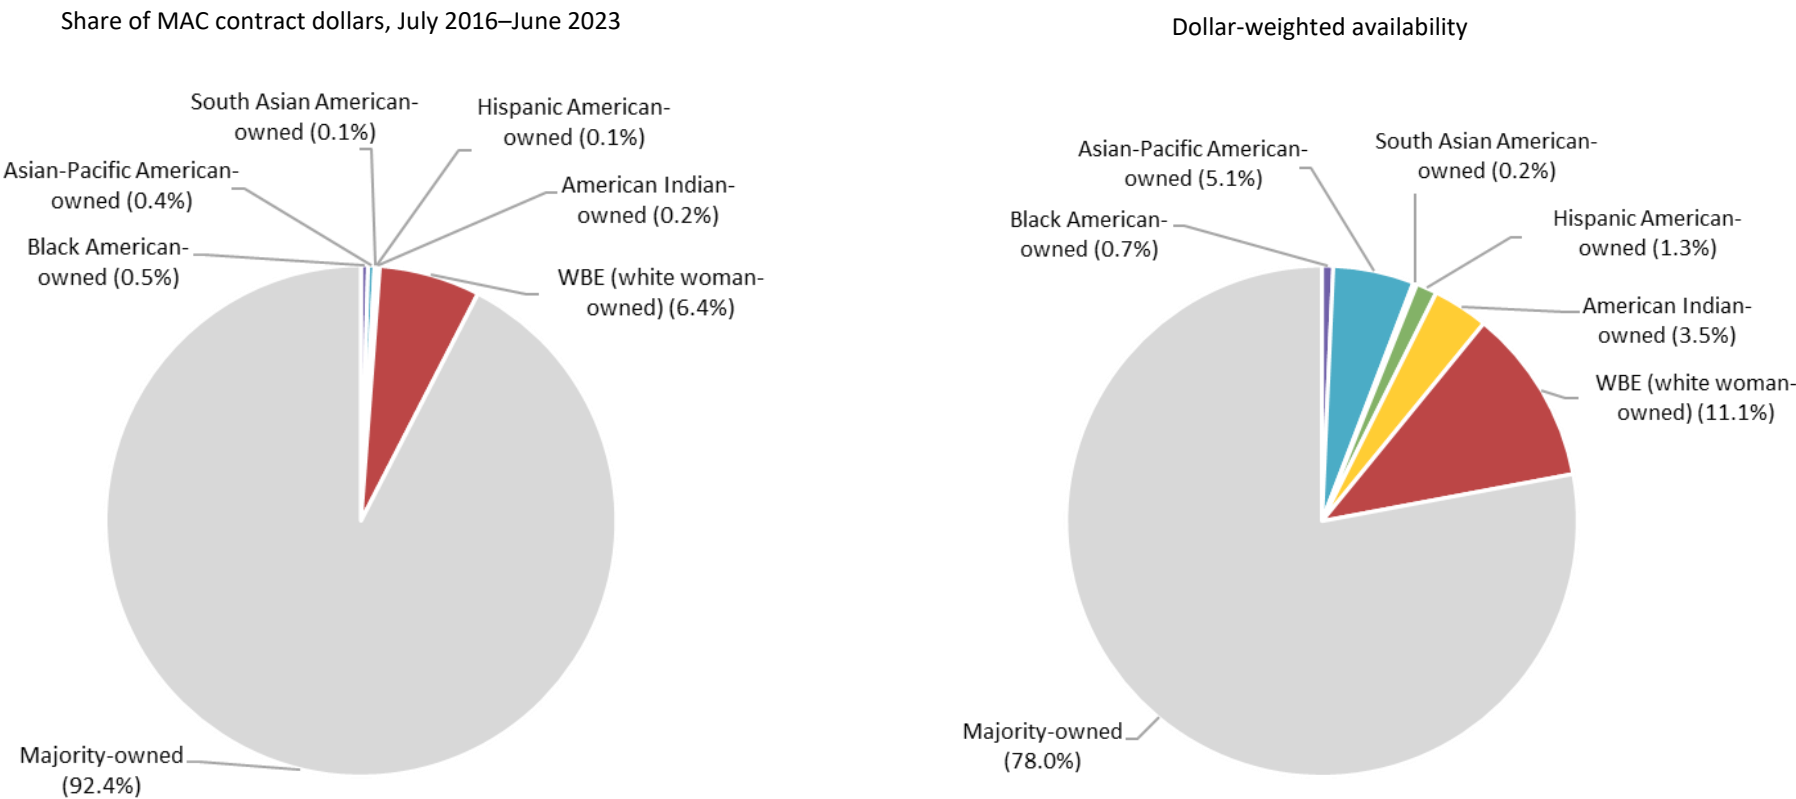 Share of MAC contract dollars, July 2016–June 2023
South Asian American-
owned (0.1%)
Hispanic American-
owned (0.1%)
Asian-Pacific American-
owned (0.4%)
American Indian-
owned (0.2%)
Black American-
owned (0.5%)
WBE (white woman-
owned) (6.4%)
Majority-owned
(92.4%)
Dollar-weighted availability
Asian-Pacific American-
owned (5.1%)
South Asian American-
owned (0.2%)
Black American-
owned (0.7%)
Hispanic American-
owned (1.3%)
American Indian-
owned (3.5%)
WBE (white woman-
owned) (11.1%)
Majority-owned
(78.0%)